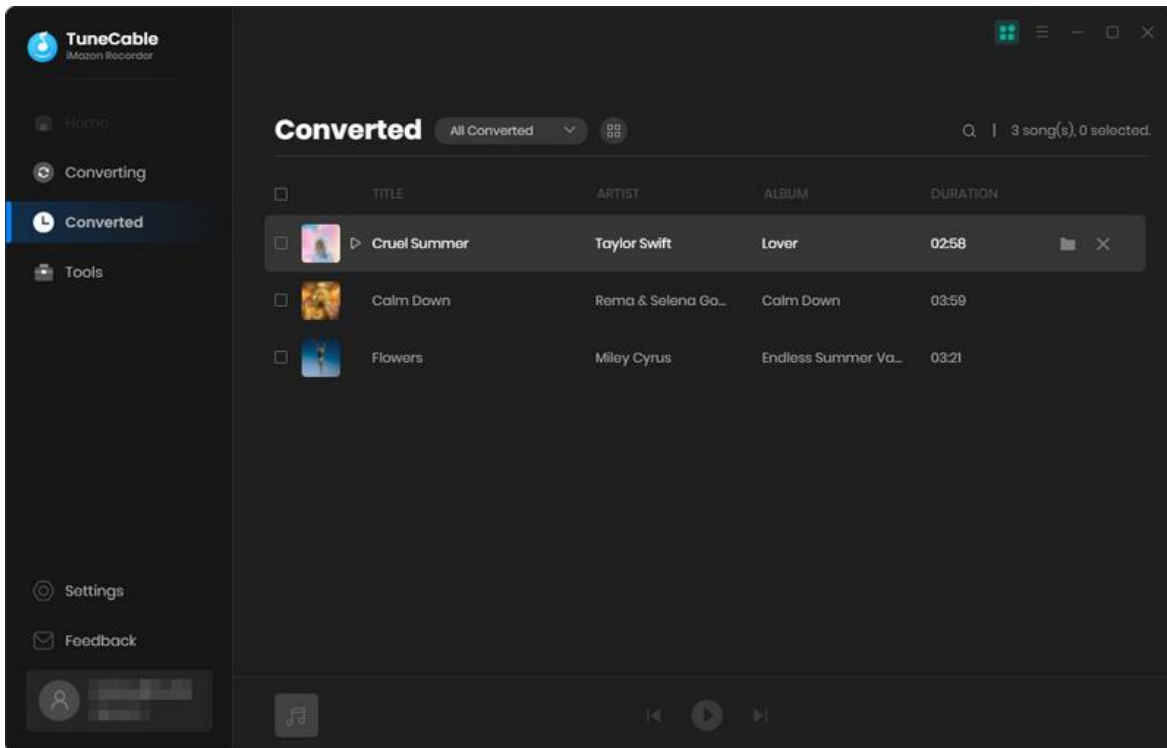 TuneCable
iMazon Recorder
Home
Converting
Converted
Tools
Settings
Feedback
Converted
All Converted
3 song(s), 0 selected.
TITLE ARTIST ALBUM DURATION
Cruel Summer Taylor Swift Lover 02:58
Calm Down Rema & Selena Go... Calm Down 03:59
Flowers Miley Cyrus Endless Summer Va... 03:21